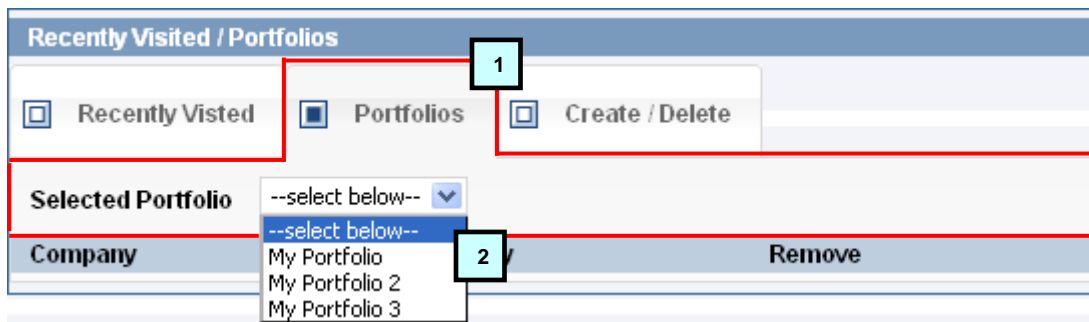 Recently Visited / Portfolios
1
Recently Visted Portfolios Create / Delete
Selected Portfolio --select below--
--select below--
Company y Remove
2
My Portfolio
My Portfolio 2
My Portfolio 3